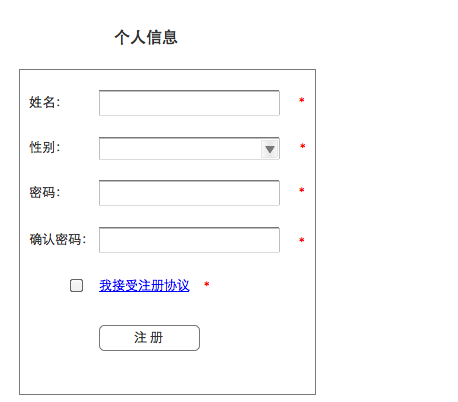 个人信息
姓名： *
性别： *
密码： *
确认密码： *
我接受注册协议 *
注 册